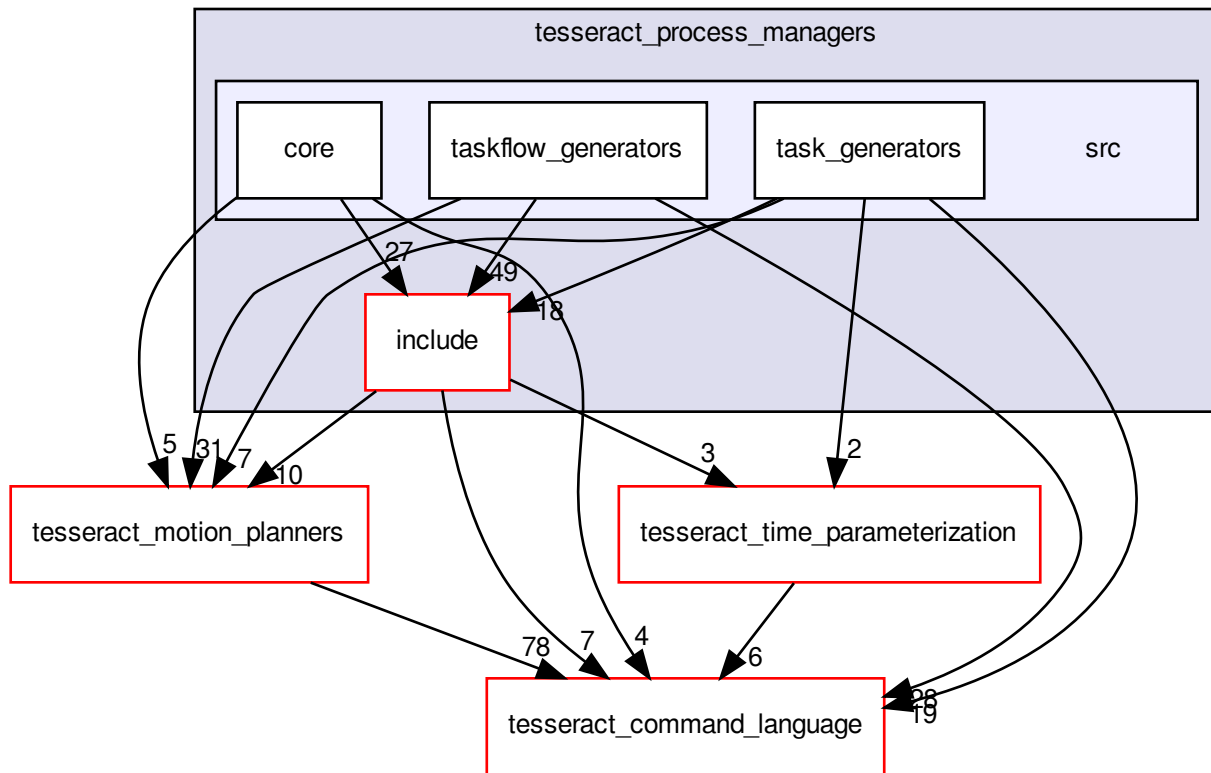 tesseract_process_managers
core
taskflow_generators
task_generators
src
27
49
18
include
5
31
7
10
3
2
tesseract_motion_planners
tesseract_time_parameterization
78
7
4
6
28
19
tesseract_command_language